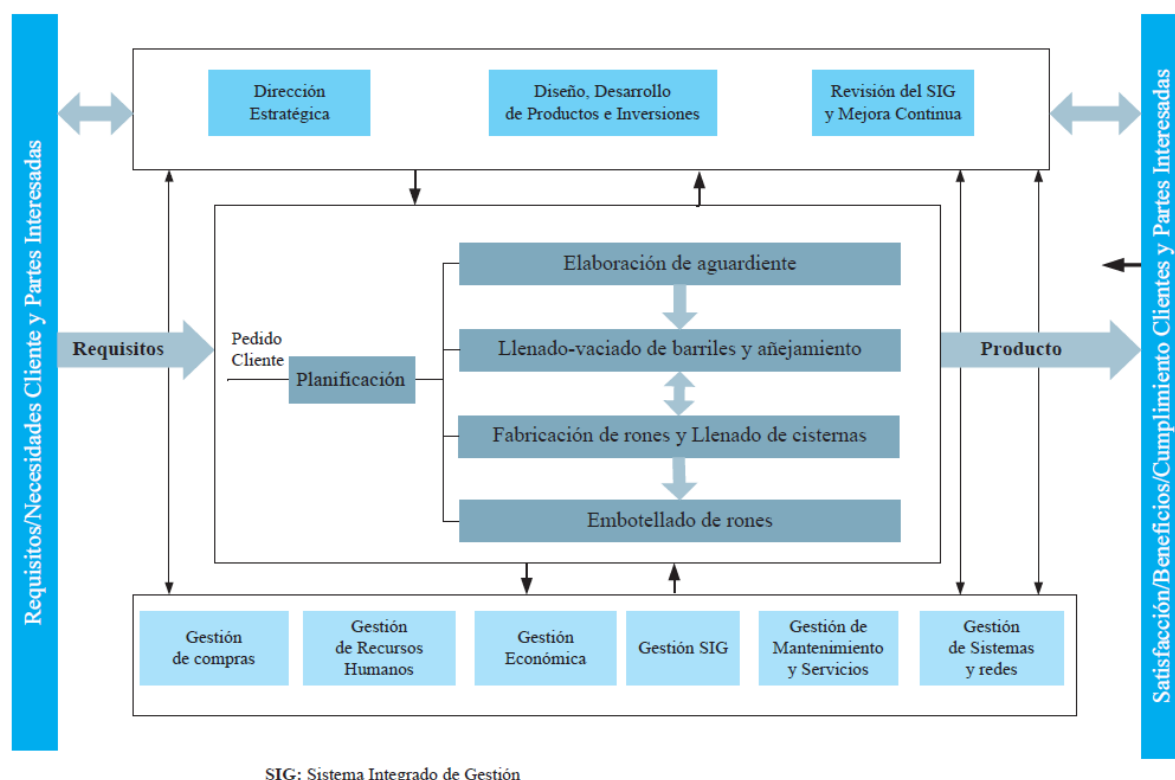 Requisitos/Necesidades Cliente y Partes Interesadas
Dirección
Estratégica
Diseño, Desarrollo
de Productos e Inversiones
Revisión del SIG
y Mejora Continua
Requisitos
Pedido
Cliente
Planificación
Elaboración de aguardiente
Llenado-vaciado de barriles y añejamiento
Fabricación de rones y Llenado de cisternas
Embotellado de rones
Producto
Gestión
de compras
Gestión
de Recursos
Humanos
Gestión
Económica
Gestión SIG
Gestión de
Mantenimiento
y Servicios
Gestión
de Sistemas
y redes
Satisfacción/Beneficios/Cumplimiento Clientes y Partes Interesadas
SIG: Sistema Integrado de Gestión